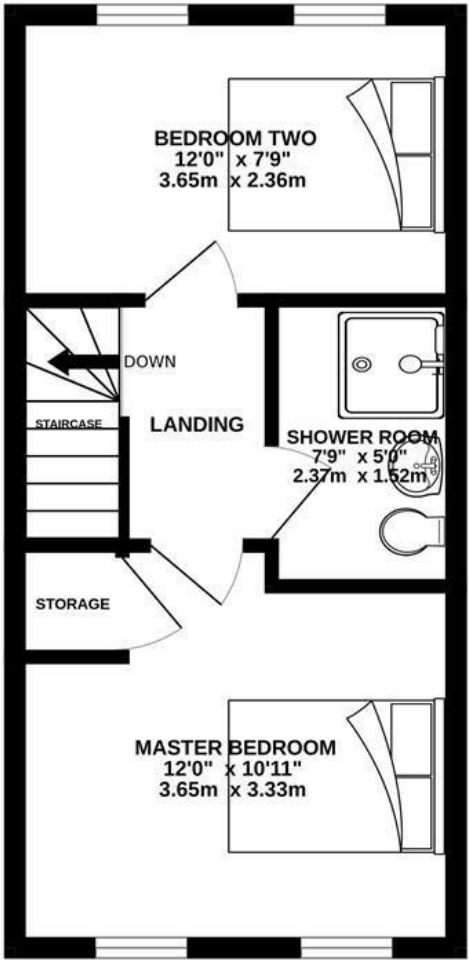 BEDROOM TWO
12'0" x 7'9"
3.65m x 2.36m
DOWN
STAIRCASE
LANDING
SHOWER ROOM
7'9" x 5'0"
2.37m x 1.52m
STORAGE
MASTER BEDROOM
12'0" x 10'11"
3.65m x 3.33m